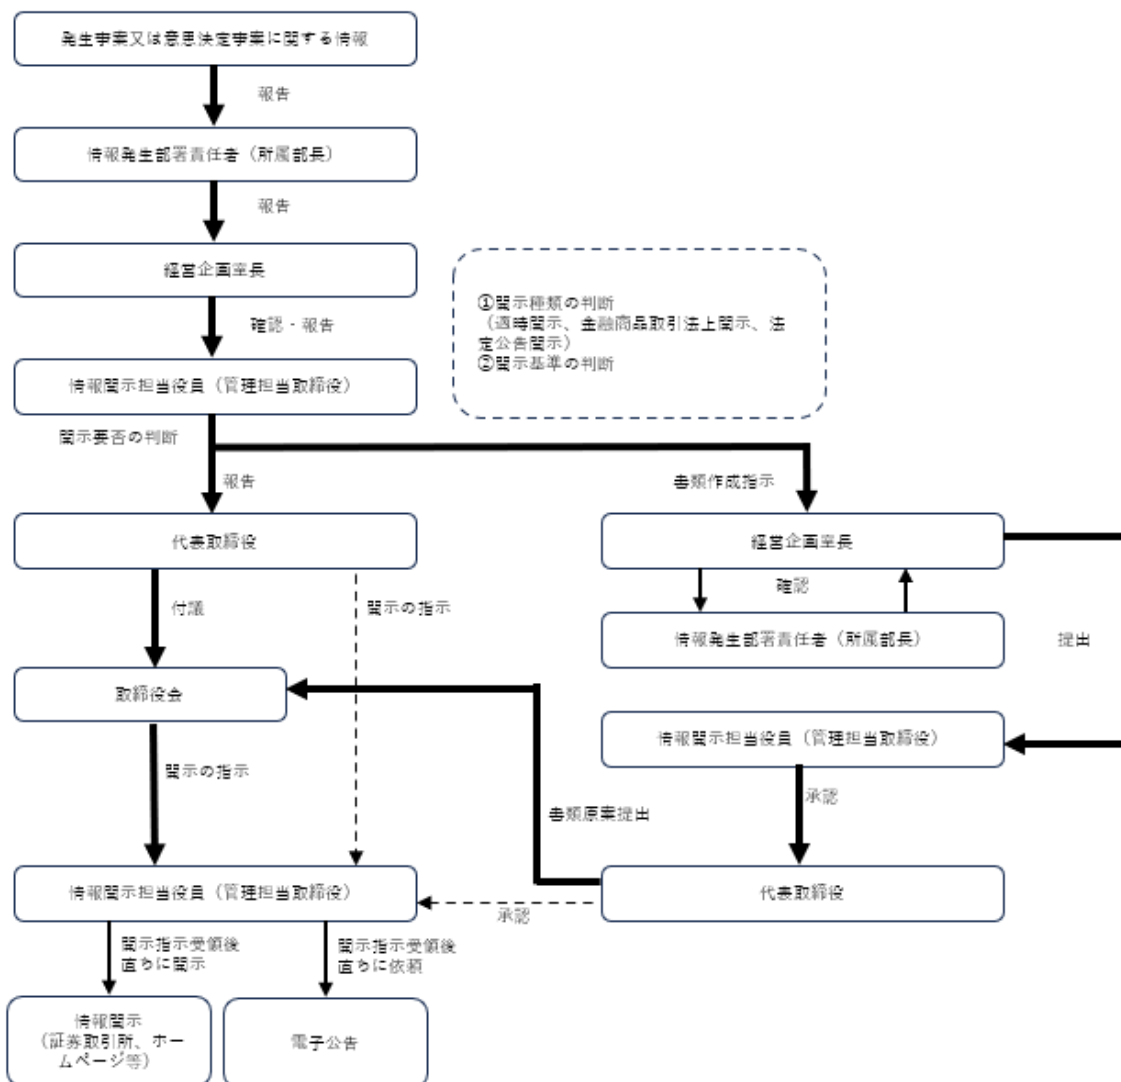 発生事案又は意思決定事案に関する情報
報告
情報発生部署責任者（所属部長）
報告
経営企画室長
確認・報告
情報開示担当役員（管理担当取締役）
①開示種類の判断
（適時開示、金融商品取引法上開示、法
定公告開示）
②開示基準の判断
開示要否の判断
報告
書類作成指示
代表取締役
経営企画室長
付議
開示の指示
確認
情報発生部署責任者（所属部長）
提出
取締役会
情報開示担当役員（管理担当取締役）
開示の指示
承認
書類原案提出
情報開示担当役員（管理担当取締役）
承認
代表取締役
開示指示受領後
直ちに開示
開示指示受領後
直ちに依頼
情報開示
（証券取引所、ホー
ムページ等）
電子公告